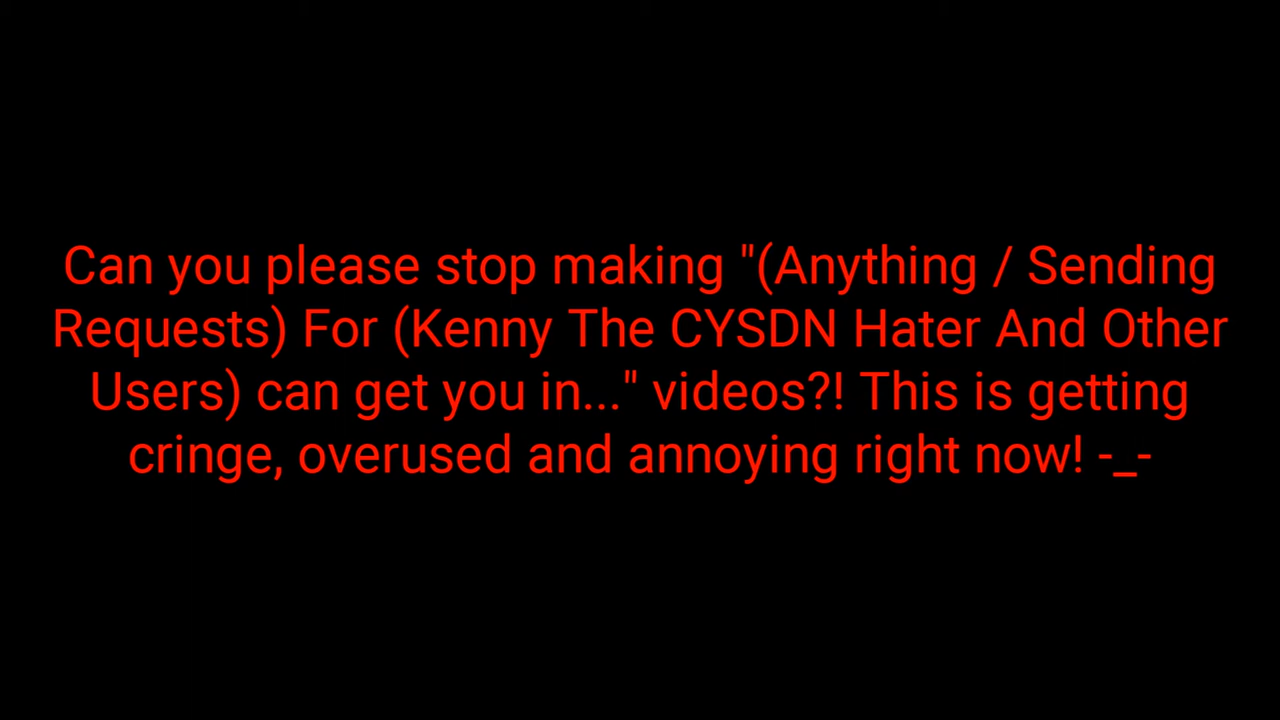 Can you please stop making "(Anything / Sending
Requests) For (Kenny The CYSDN Hater And Other
Users) can get you in..." videos?! This is getting
cringe, overused and annoying right now! -_-